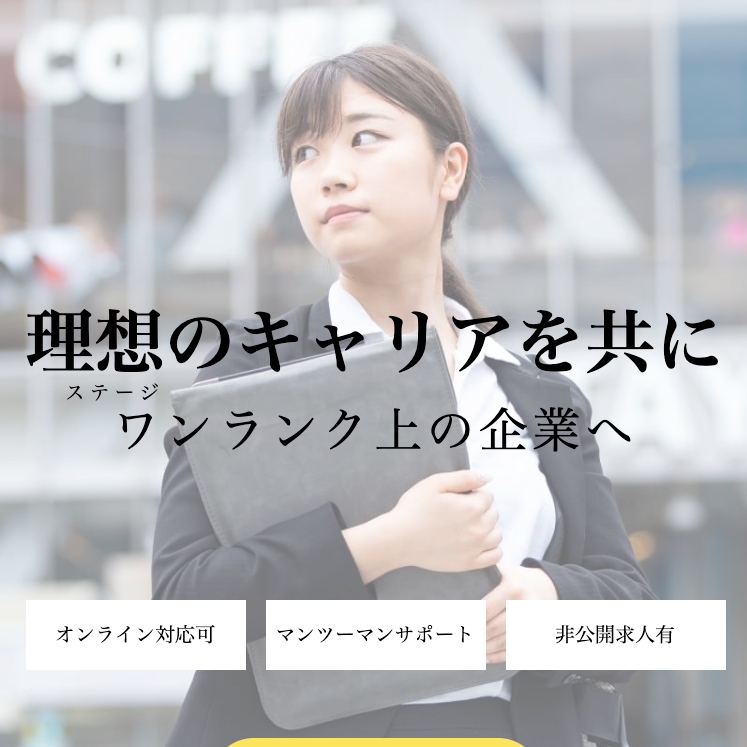 COFFEE
理想のキャリアを共に
ステージ
ワンランク上の企業へ
オンライン対応可
マンツーマンサポート
非公開求人有